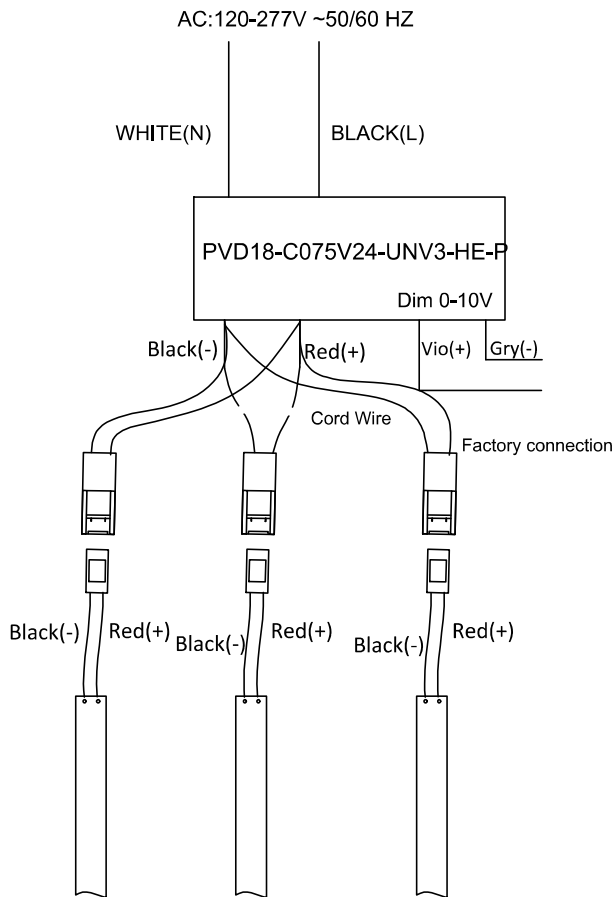 AC:120-277V ~50/60 HZ
WHITE(N)
BLACK(L)
PVD18-C075V24-UNV3-HE-P
Dim 0-10V
Black(-)
Red(+)
Vio(+)
Gry(-)
Cord Wire
Factory connection
Black(-)
Red(+)
Black(-)
Red(+)
Black(-)
Red(+)